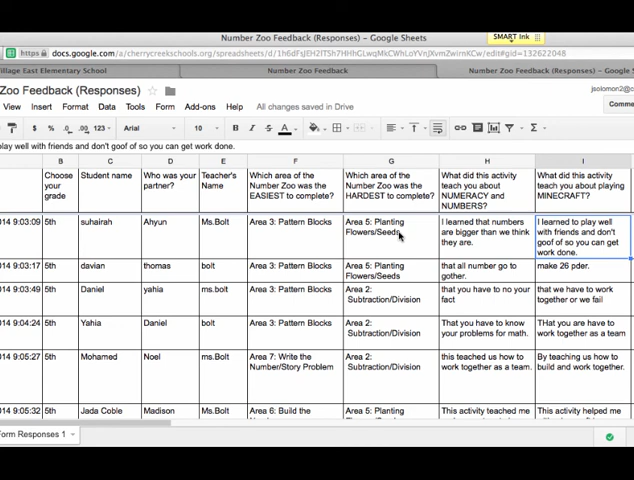 Number Zoo Feedback (Responses) – Google Sheets
SMART Ink
https docs.google.com/a/cherrycreekschools.org/spreadsheets/d/
/edit#gid=132622048
illage East Elementary School
Number Zoo Feedback
Number Zoo Feedback (Responses) – Google S
Zoo Feedback (Responses)
jsolomon2@c
View Insert Format Data Tools Form Add-ons Help All changes saved in Drive
Comme
$ % .0 .00 123 Arial 10 B I S A Σ
play well with friends and don't goof of so you can get work done.
B C D E F G H I
Choose your grade Student name Who was your partner? Teacher's Name Which area of the Number Zoo was the EASIEST to complete? Which area of the Number Zoo was the HARDEST to complete? What did this activity teach you about NUMERACY and NUMBERS? What did this activity teach you about playing MINECRAFT?
014 9:03:09 5th suhairah Ahyun Ms.Bolt Area 3: Pattern Blocks Area 5: Planting Flowers/Seeds I learned that numbers are bigger than we think they are. I learned to play well with friends and don't goof of so you can get work done.
014 9:03:17 5th davian thomas bolt Area 3: Pattern Blocks Area 5: Planting Flowers/Seeds that all number go to gother. make 26 pder.
014 9:03:49 5th Daniel yahia ms.bolt Area 3: Pattern Blocks Area 2: Subtraction/Division that you have to no your fact that we have to work together or we fail
014 9:04:24 5th Yahia Daniel bolt Area 3: Pattern Blocks Area 2: Subtraction/Division That you have to know your problems for math. THat you are have to work together as a team
014 9:05:27 5th Mohamed Noel ms.Bolt Area 7: Write the Number/Story Problem Area 2: Subtraction/Division this teached us how to work together as a team. By teaching us how to build and work together.
014 9:05:32 5th Jada Coble Madison Ms.Bolt Area 6: Build the Area 5: Planting This activity teached me This activity helped me
Form Responses 1